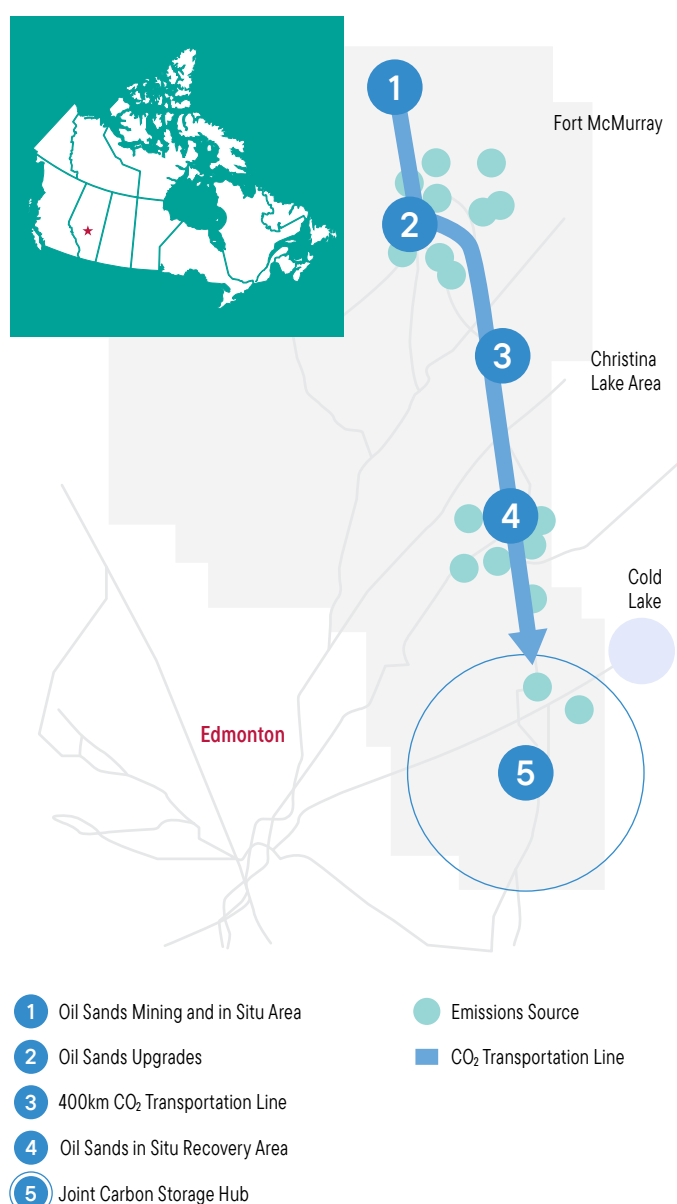 1
Fort McMurray
2
3
Christina
Lake Area
4
Cold
Lake
Edmonton
5
1 Oil Sands Mining and in Situ Area
2 Oil Sands Upgrades
3 400km CO₂ Transportation Line
4 Oil Sands in Situ Recovery Area
5 Joint Carbon Storage Hub
Emissions Source
CO₂ Transportation Line